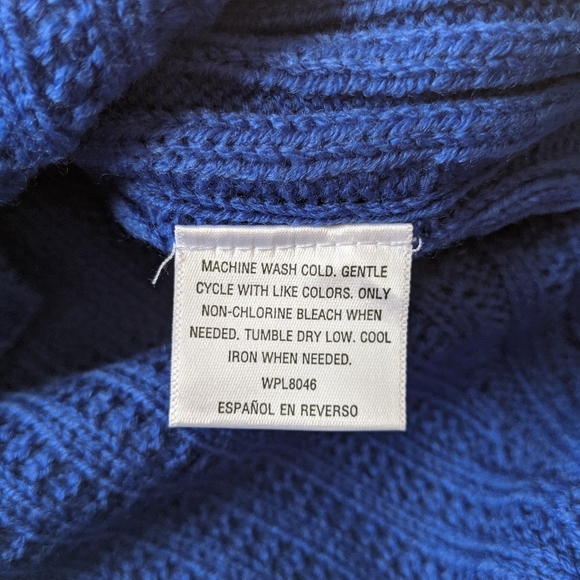 MACHINE WASH COLD. GENTLE
CYCLE WITH LIKE COLORS. ONLY
NON-CHLORINE BLEACH WHEN
NEEDED. TUMBLE DRY LOW. COOL
IRON WHEN NEEDED.
WPL8046
ESPAÑOL EN REVERSO